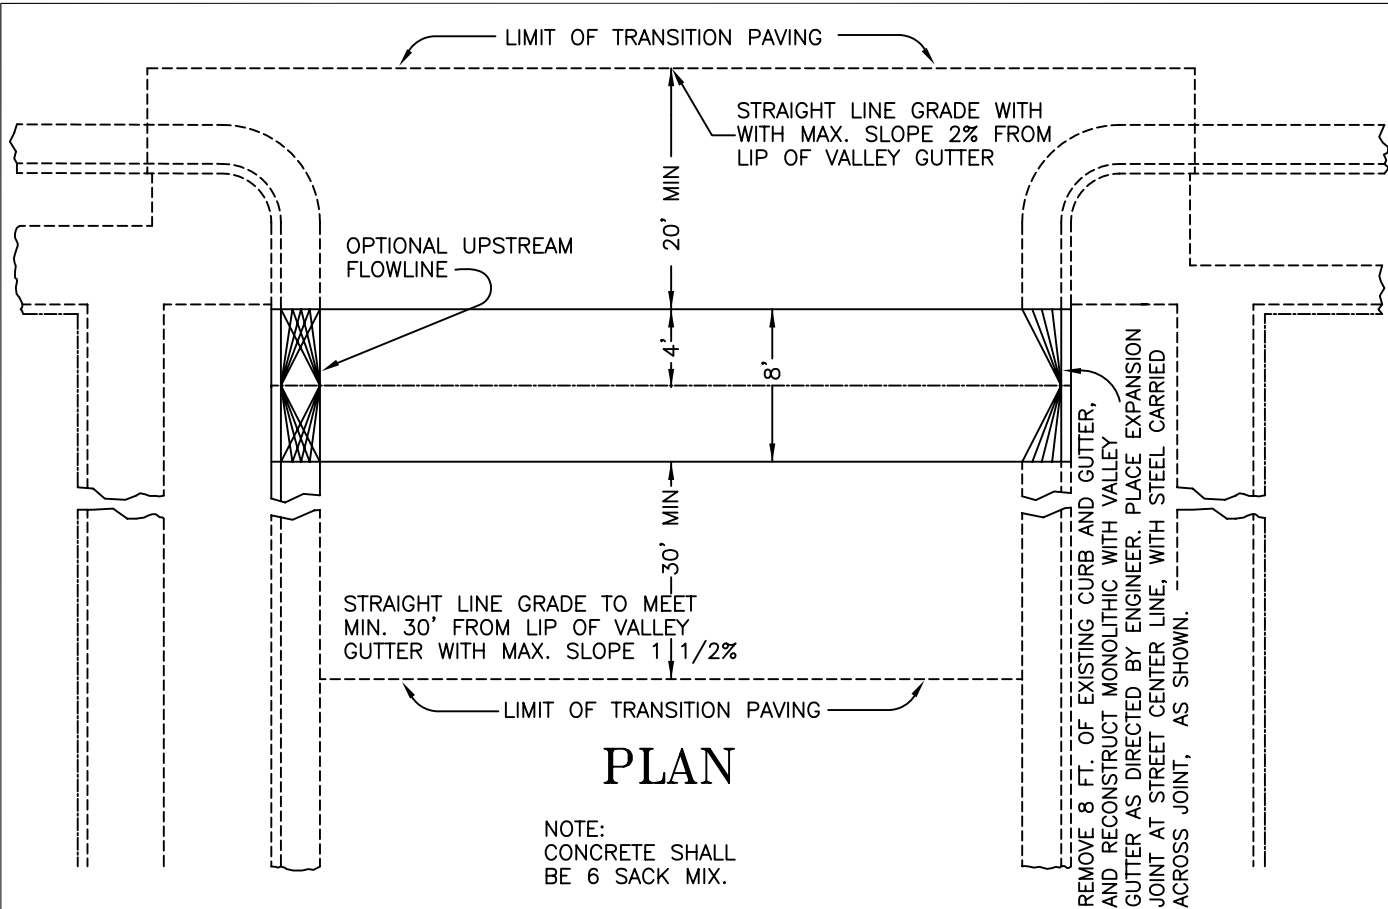 LIMIT OF TRANSITION PAVING
STRAIGHT LINE GRADE WITH
WITH MAX. SLOPE 2% FROM
LIP OF VALLEY GUTTER
20' MIN
OPTIONAL UPSTREAM
FLOWLINE
4'
8'
30' MIN
STRAIGHT LINE GRADE TO MEET
MIN. 30' FROM LIP OF VALLEY
GUTTER WITH MAX. SLOPE 1 1/2%
LIMIT OF TRANSITION PAVING
REMOVE 8 FT. OF EXISTING CURB AND GUTTER,
AND RECONSTRUCT MONOLITHIC WITH VALLEY
GUTTER AS DIRECTED BY ENGINEER. PLACE EXPANSION
JOINT AT STREET CENTER LINE, WITH STEEL CARRIED
ACROSS JOINT, AS SHOWN.
PLAN
NOTE:
CONCRETE SHALL
BE 6 SACK MIX.